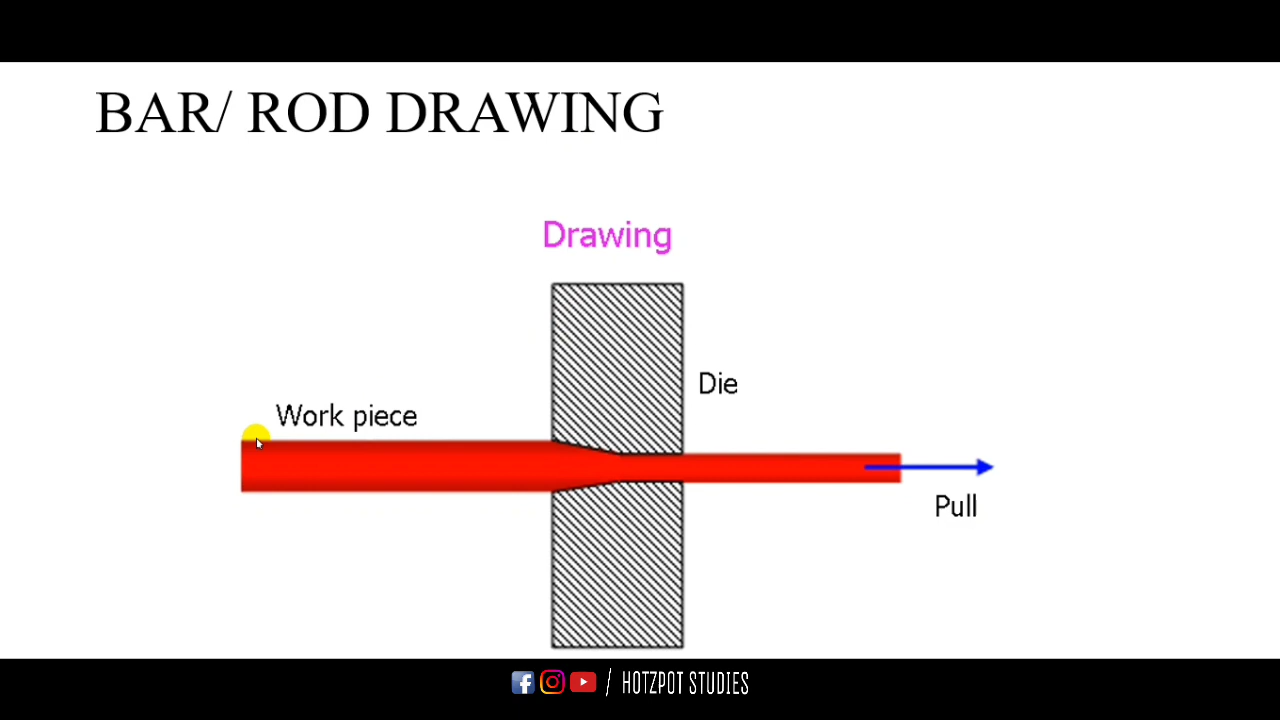 BAR/ ROD DRAWING
Drawing
Die
Work piece
Pull
/ HOTZPOT STUDIES